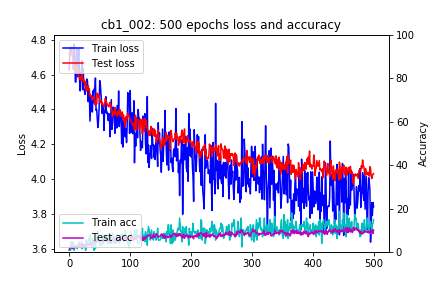 cb1_002: 500 epochs loss and accuracy
Train loss
Test loss
Train acc
Test acc
Loss
Accuracy
4.8
4.6
4.4
4.2
4.0
3.8
3.6
100
80
60
40
20
0
0 100 200 300 400 500